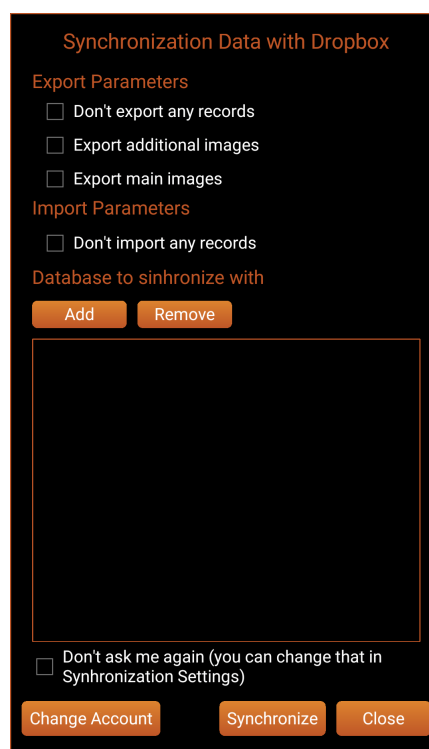 Synchronization Data with Dropbox
Export Parameters
Don't export any records
Export additional images
Export main images
Import Parameters
Don't import any records
Database to sinhronize with
Add Remove
Don't ask me again (you can change that in
Synhronization Settings)
Change Account Synchronize Close